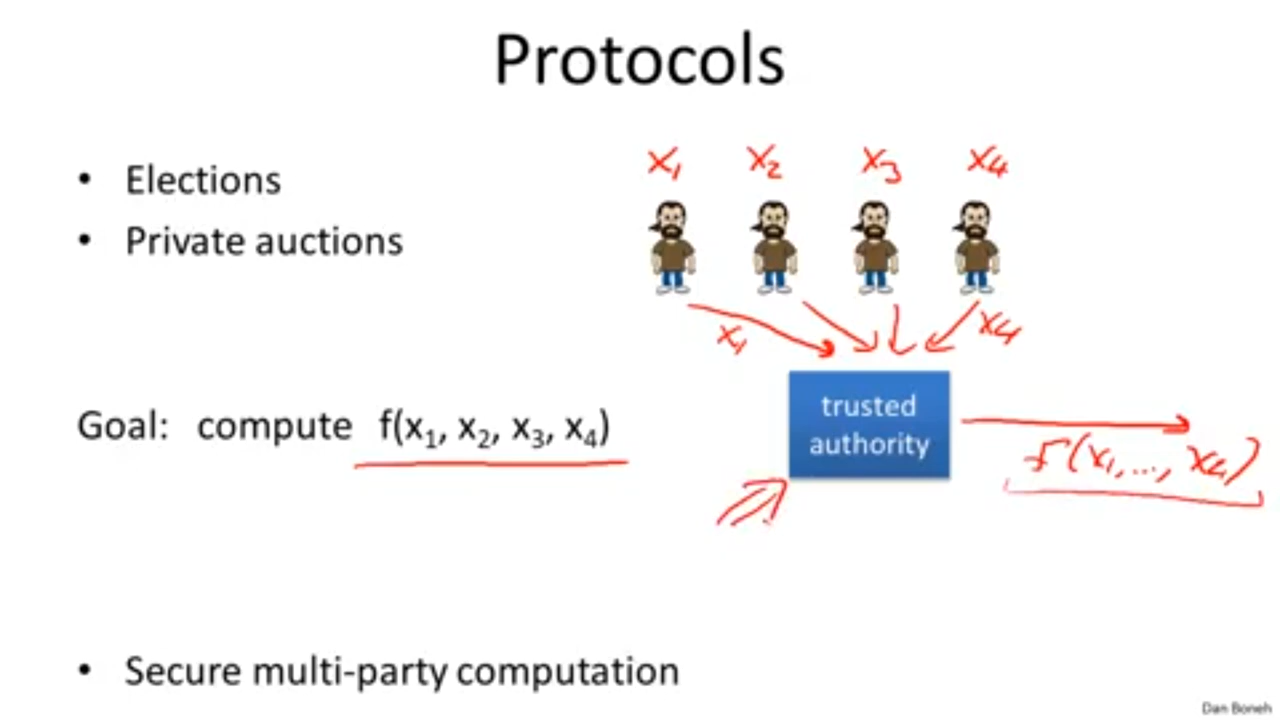 Protocols
• Elections
• Private auctions
x₁ x₂ x₃ x₄
x₁ x₄
trusted
authority
Goal: compute f(x₁, x₂, x₃, x₄)
f(x₁,..., x₄)
• Secure multi-party computation
Dan Boneh